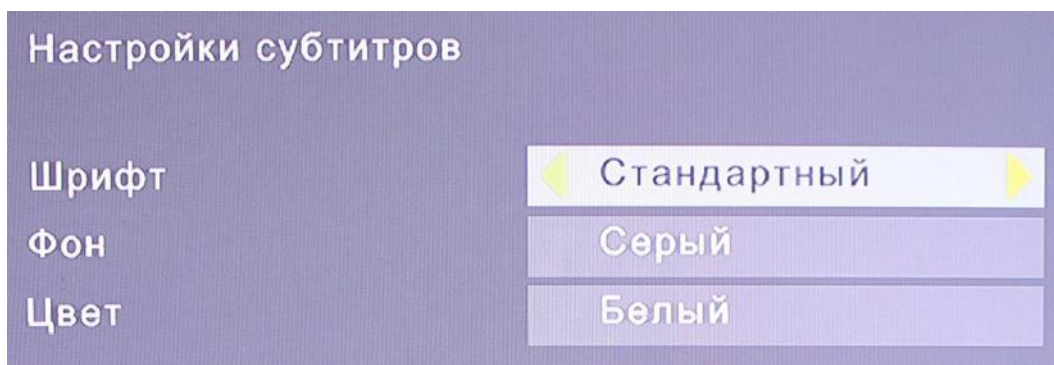 Настройки субтитров
Шрифт Стандартный
Фон Серый
Цвет Белый